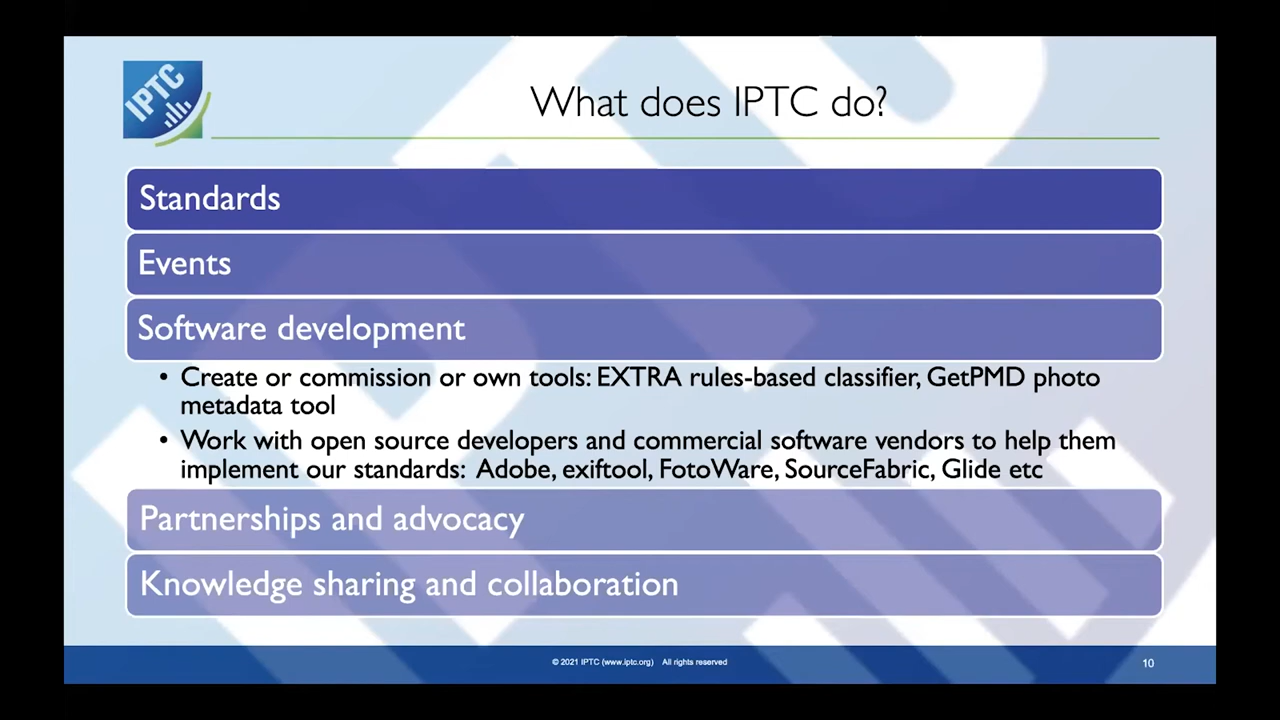 IPTC
What does IPTC do?
Standards
Events
Software development
• Create or commission or own tools: EXTRA rules-based classifier, GetPMD photo
metadata tool
• Work with open source developers and commercial software vendors to help them
implement our standards: Adobe, exiftool, FotoWare, SourceFabric, Glide etc
Partnerships and advocacy
Knowledge sharing and collaboration
© 2021 IPTC (www.iptc.org) All rights reserved
10